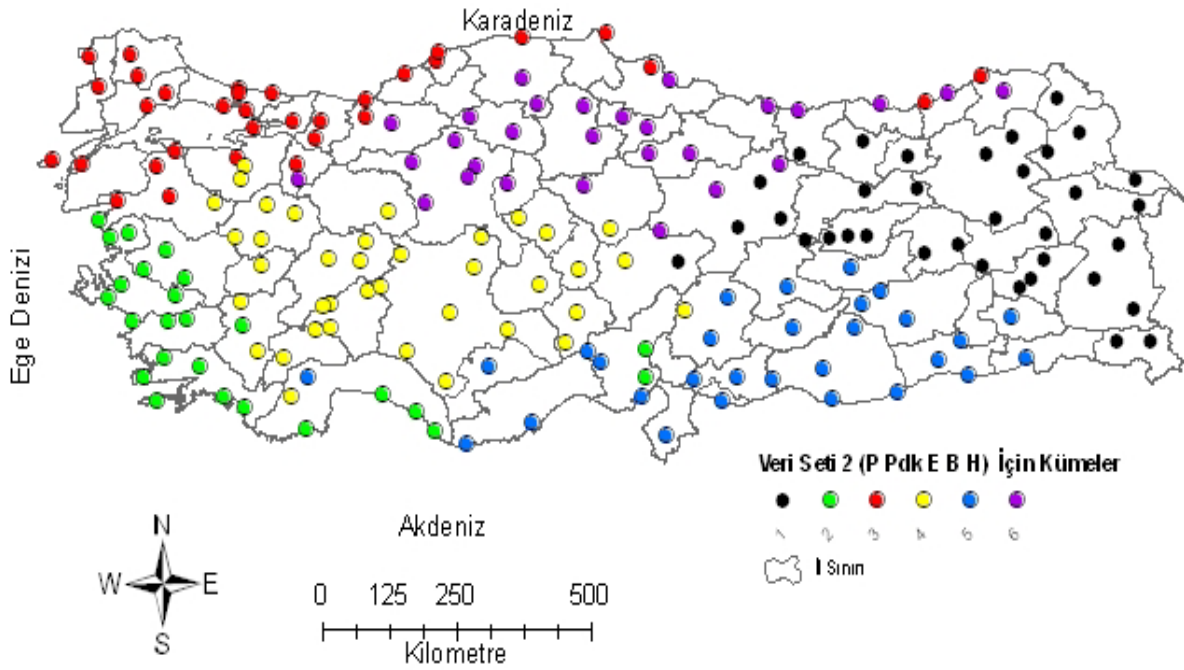 Karadeniz
Ege Denizi
Veri Seti 2 (P Pdk E B H) İçin Kümeler
1 2 3 4 5 6
İl Sınırı
Akdeniz
N
W E
S
0 125 250 500
Kilometre